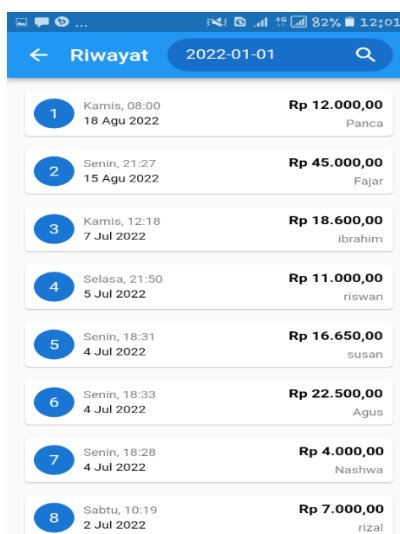 ... 4G 82% 12:01
Riwayat 2022-01-01
1 Kamis, 08:00 Rp 12.000,00
18 Agu 2022 Panca
2 Senin, 21:27 Rp 45.000,00
15 Agu 2022 Fajar
3 Kamis, 12:18 Rp 18.600,00
7 Jul 2022 ibrahim
4 Selasa, 21:50 Rp 11.000,00
5 Jul 2022 riswan
5 Senin, 18:31 Rp 16.650,00
4 Jul 2022 susan
6 Senin, 18:33 Rp 22.500,00
4 Jul 2022 Agus
7 Senin, 18:28 Rp 4.000,00
4 Jul 2022 Nashwa
8 Sabtu, 10:19 Rp 7.000,00
2 Jul 2022 rizal